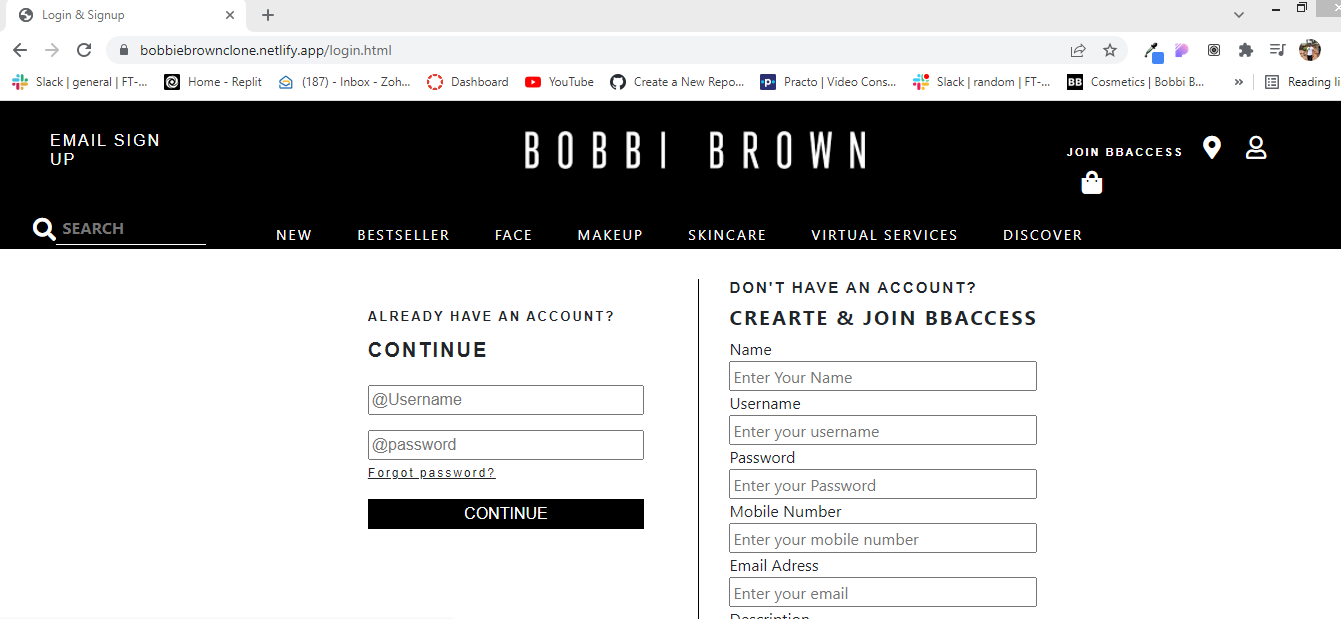 Login & Signup
bobbiebrownclone.netlify.app/login.html
Slack | general | FT-... Home - Replit (187) - Inbox - Zoh... Dashboard YouTube Create a New Repo... Practo | Video Cons... Slack | random | FT-... BB Cosmetics | Bobbi B... » Reading li
EMAIL SIGN
UP
BOBBI BROWN
JOIN BBACCESS
SEARCH
NEW BESTSELLER FACE MAKEUP SKINCARE VIRTUAL SERVICES DISCOVER
ALREADY HAVE AN ACCOUNT?
CONTINUE
@Username
@password
Forgot password?
CONTINUE
DON'T HAVE AN ACCOUNT?
CREARTE & JOIN BBACCESS
Name
Enter Your Name
Username
Enter your username
Password
Enter your Password
Mobile Number
Enter your mobile number
Email Adress
Enter your email
Description